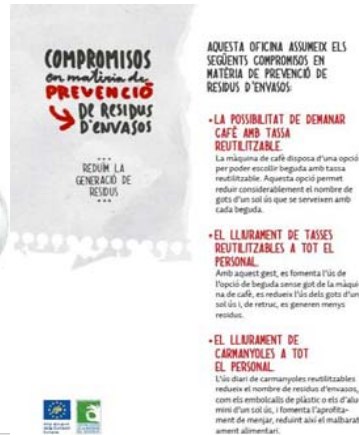 COMPROMISOS
en matèria de
PREVENCIÓ
DE RESIDUS
D'ENVASOS
REDUÏM LA
GENERACIÓ DE
RESIDUS
AQUESTA OFICINA ASSUMEIX ELS
SEGÜENTS COMPROMISOS EN
MATÈRIA DE PREVENCIÓ DE
RESIDUS D'ENVASOS:
• LA POSSIBILITAT DE DEMANAR
CAFÈ AMB TASSA
REUTILITZABLE.
La màquina de cafè disposa d'una opció
per poder escollir beguda amb tassa
reutilitzable. Aquesta opció permet
reduir considerablement el nombre de
gots d'un sol ús que se serveixen amb
cada beguda.
• EL LLIURAMENT DE TASSES
REUTILITZABLES A TOT EL
PERSONAL.
Amb aquest gest, es fomenta l'ús de
l'opció de beguda sense got de la màqui-
na de cafè, es redueix l'ús dels gots d'un
sol ús i, de retruc, es generen menys
residus.
• EL LLIURAMENT DE
CARMANYOLES A TOT
EL PERSONAL.
L'ús diari de carmanyoles reutilitzables
redueix el nombre de residus d'envasos,
com els embolcalls de plàstic o els d'alu-
mini d'un sol ús, i fomenta l'aprofita-
ment de menjar, reduint així el malbarat-
ament alimentari.